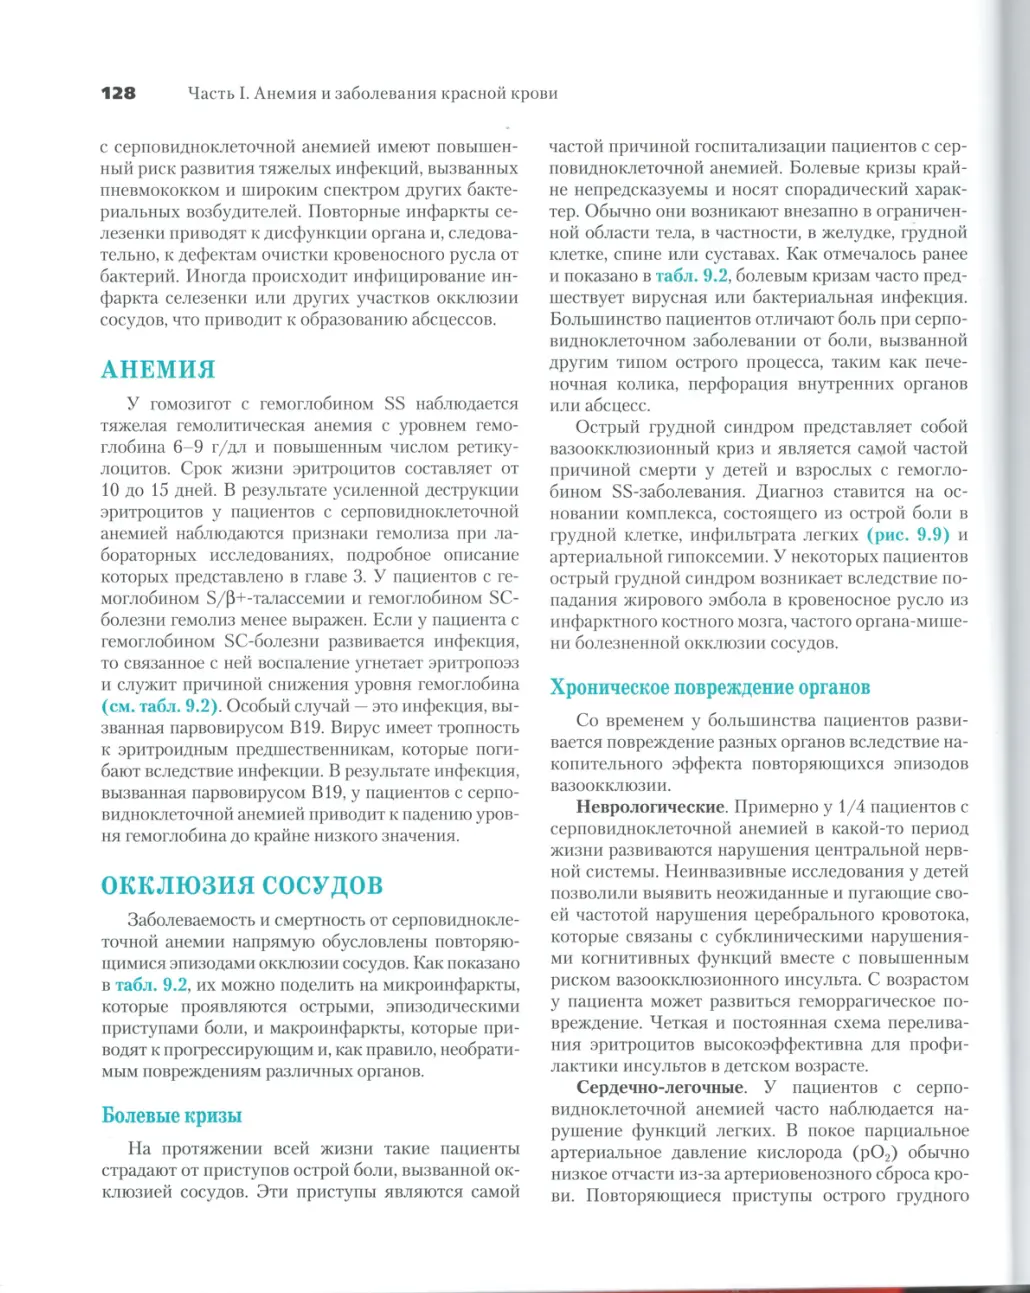 128 Часть I. Анемия и заболевания красной крови
с серповидноклеточной анемией имеют повышен-
ный риск развития тяжелых инфекций, вызванных
пневмококком и широким спектром других бакте-
риальных возбудителей. Повторные инфаркты се-
лезенки приводят к дисфункции органа и, следова-
тельно, к дефектам очистки кровеносного русла от
бактерий. Иногда происходит инфицирование ин-
фаркта селезенки или других участков окклюзии
сосудов, что приводит к образованию абсцессов.
АНЕМИЯ
У гомозигот с гемоглобином SS наблюдается
тяжелая гемолитическая анемия с уровнем гемо-
глобина 6–9 г/дл и повышенным числом ретику-
лоцитов. Срок жизни эритроцитов составляет от
10 до 15 дней. В результате усиленной деструкции
эритроцитов у пациентов с серповидноклеточной
анемией наблюдаются признаки гемолиза при ла-
бораторных исследованиях, подробное описание
которых представлено в главе 3. У пациентов с ге-
моглобином S/β+-талассемии и гемоглобином SC-
болезни гемолиз менее выражен. Если у пациента с
гемоглобином SC-болезни развивается инфекция,
то связанное с ней воспаление угнетает эритропоэз
и служит причиной снижения уровня гемоглобина
(см. табл. 9.2). Особый случай — это инфекция, вы-
званная парвовирусом В19. Вирус имеет тропность
к эритроидным предшественникам, которые поги-
бают вследствие инфекции. В результате инфекция,
вызванная парвовирусом В19, у пациентов с серпо-
видноклеточной анемией приводит к падению уров-
ня гемоглобина до крайне низкого значения.
ОККЛЮЗИЯ СОСУДОВ
Заболеваемость и смертность от серповиднокле-
точной анемии напрямую обусловлены повторяю-
щимися эпизодами окклюзии сосудов. Как показано
в табл. 9.2, их можно поделить на микроинфаркты,
которые проявляются острыми, эпизодическими
приступами боли, и макроинфаркты, которые при-
водят к прогрессирующим и, как правило, необрати-
мым повреждениям различных органов.
Болевые кризы
На протяжении всей жизни такие пациенты
страдают от приступов острой боли, вызванной ок-
клюзией сосудов. Эти приступы являются самой
частой причиной госпитализации пациентов с сер-
повидноклеточной анемией. Болевые кризы край-
не непредсказуемы и носят спорадический харак-
тер. Обычно они возникают внезапно в ограничен-
ной области тела, в частности, в желудке, грудной
клетке, спине или суставах. Как отмечалось ранее
и показано в табл. 9.2, болевым кризам часто пред-
шествует вирусная или бактериальная инфекция.
Большинство пациентов отличают боль при серпо-
видноклеточном заболевании от боли, вызванной
другим типом острого процесса, таким как пече-
ночная колика, перфорация внутренних органов
или абсцесс.
Острый грудной синдром представляет собой
вазоокклюзионный криз и является самой частой
причиной смерти у детей и взрослых с гемогло-
бином SS-заболевания. Диагноз ставится на ос-
новании комплекса, состоящего из острой боли в
грудной клетке, инфильтрата легких (рис. 9.9) и
артериальной гипоксемии. У некоторых пациентов
острый грудной синдром возникает вследствие по-
падания жирового эмбола в кровеносное русло из
инфарктного костного мозга, частого органа-мише-
ни болезненной окклюзии сосудов.
Хроническое повреждение органов
Со временем у большинства пациентов разви-
вается повреждение разных органов вследствие на-
копительного эффекта повторяющихся эпизодов
вазоокклюзии.
Неврологические. Примерно у 1/4 пациентов с
серповидноклеточной анемией в какой-то период
жизни развиваются нарушения центральной нерв-
ной системы. Неинвазивные исследования у детей
позволили выявить неожиданные и пугающие сво-
ей частотой нарушения церебрального кровотока,
которые связаны с субклиническими нарушения-
ми когнитивных функций вместе с повышенным
риском вазоокклюзионного инсульта. С возрастом
у пациента может развиться геморрагическое по-
вреждение. Четкая и постоянная схема перелива-
ния эритроцитов высокоэффективна для профи-
лактики инсультов в детском возрасте.
Сердечно-легочные. У пациентов с серпо-
видноклеточной анемией часто наблюдается на-
рушение функций легких. В покое парциальное
артериальное давление кислорода (pO₂) обычно
низкое отчасти из-за артериовенозного сброса кро-
ви. Повторяющиеся приступы острого грудного